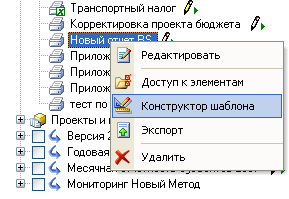 Транспортный налог
Корректировка проекта бюджета
Новый отчет BS
Прилож
Прилож
Прилож
тест по
Редактировать
Доступ к элементам
Конструктор шаблона
Экспорт
Удалить
Проекты и
Версия 2
Годовая
Месячная
Мониторинг Новый Метод